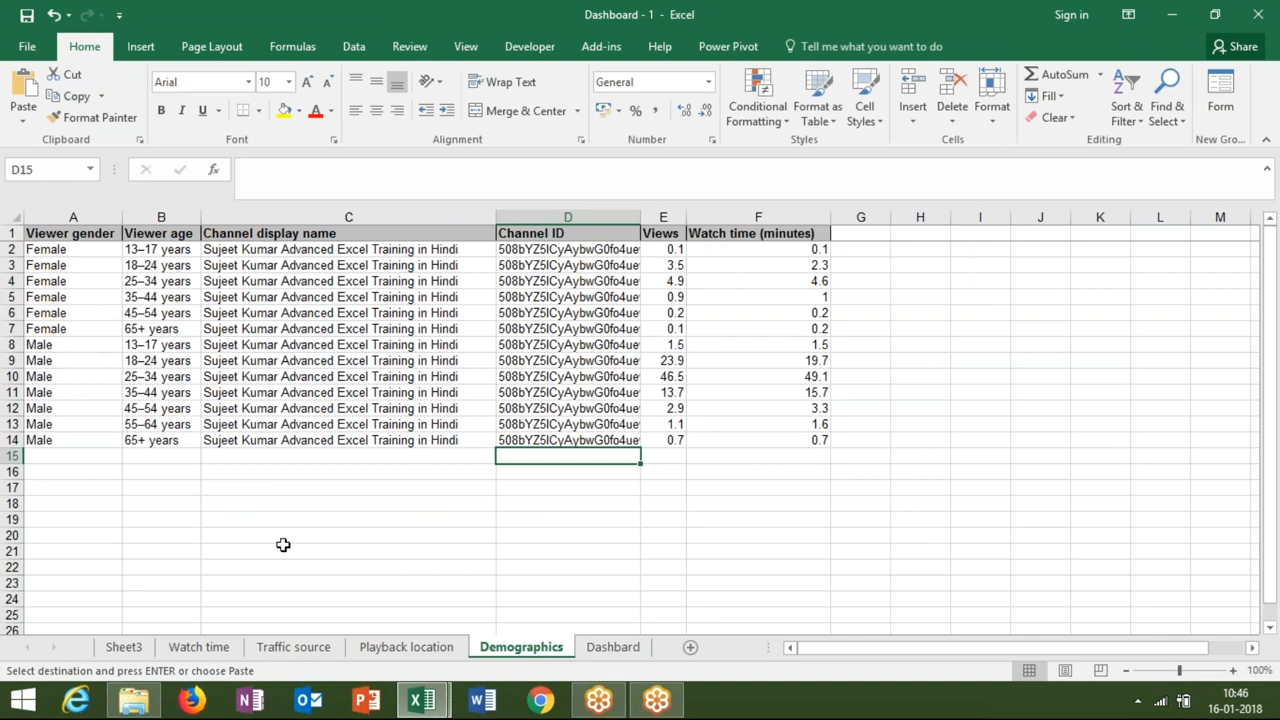 Dashboard - 1 - Excel
Sign in
File Home Insert Page Layout Formulas Data Review View Developer Add-ins Help Power Pivot Tell me what you want to do Share
Paste
Cut
Copy
Format Painter
Clipboard
Arial 10
B I U
Font
Wrap Text
Merge & Center
Alignment
General
Number
Conditional Formatting
Format as Table
Cell Styles
Styles
Insert
Delete
Format
Cells
AutoSum
Fill
Clear
Sort & Filter
Find & Select
Editing
Form
New Gro...
D15
fx
A B C D E F G H I J K L M
1 Viewer gender Viewer age Channel display name Channel ID Views Watch time (minutes)
2 Female 13–17 years Sujeet Kumar Advanced Excel Training in Hindi 0.1 0.1
3 Female 18–24 years Sujeet Kumar Advanced Excel Training in Hindi 3.5 2.3
4 Female 25–34 years Sujeet Kumar Advanced Excel Training in Hindi 4.9 4.6
5 Female 35–44 years Sujeet Kumar Advanced Excel Training in Hindi 0.9 1
6 Female 45–54 years Sujeet Kumar Advanced Excel Training in Hindi 0.2 0.2
7 Female 65+ years Sujeet Kumar Advanced Excel Training in Hindi 0.1 0.2
8 Male 13–17 years Sujeet Kumar Advanced Excel Training in Hindi 1.5 1.5
9 Male 18–24 years Sujeet Kumar Advanced Excel Training in Hindi 23.9 19.7
10 Male 25–34 years Sujeet Kumar Advanced Excel Training in Hindi 46.5 49.1
11 Male 35–44 years Sujeet Kumar Advanced Excel Training in Hindi 13.7 15.7
12 Male 45–54 years Sujeet Kumar Advanced Excel Training in Hindi 2.9 3.3
13 Male 55–64 years Sujeet Kumar Advanced Excel Training in Hindi 1.1 1.6
14 Male 65+ years Sujeet Kumar Advanced Excel Training in Hindi 0.7 0.7
15
16
17
18
19
20
21
22
23
24
25
26
Sheet3 Watch time Traffic source Playback location Demographics Dashbard
Select destination and press ENTER or choose Paste
100%
10:46
16-01-2018